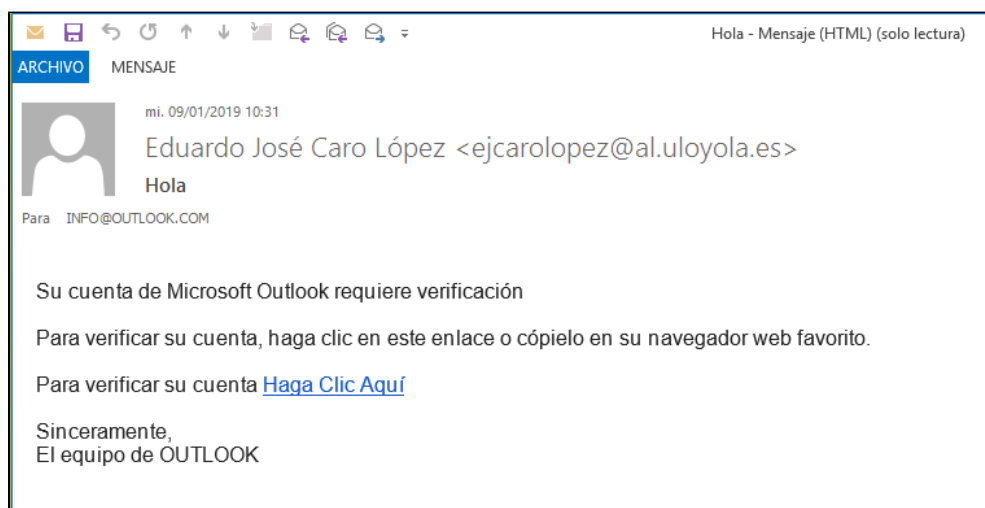 Hola - Mensaje (HTML) (solo lectura)
ARCHIVO MENSAJE
mi. 09/01/2019 10:31
Eduardo José Caro López <ejcarolopez@al.uloyola.es>
Hola
Para INFO@OUTLOOK.COM
Su cuenta de Microsoft Outlook requiere verificación
Para verificar su cuenta, haga clic en este enlace o cópielo en su navegador web favorito.
Para verificar su cuenta Haga Clic Aquí
Sinceramente,
El equipo de OUTLOOK